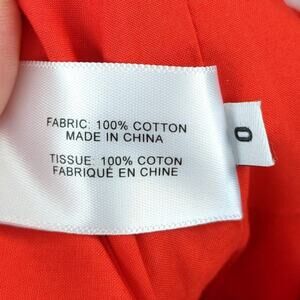 FABRIC: 100% COTTON
MADE IN CHINA
TISSUE: 100% COTON
FABRIQUÉ EN CHINE
0